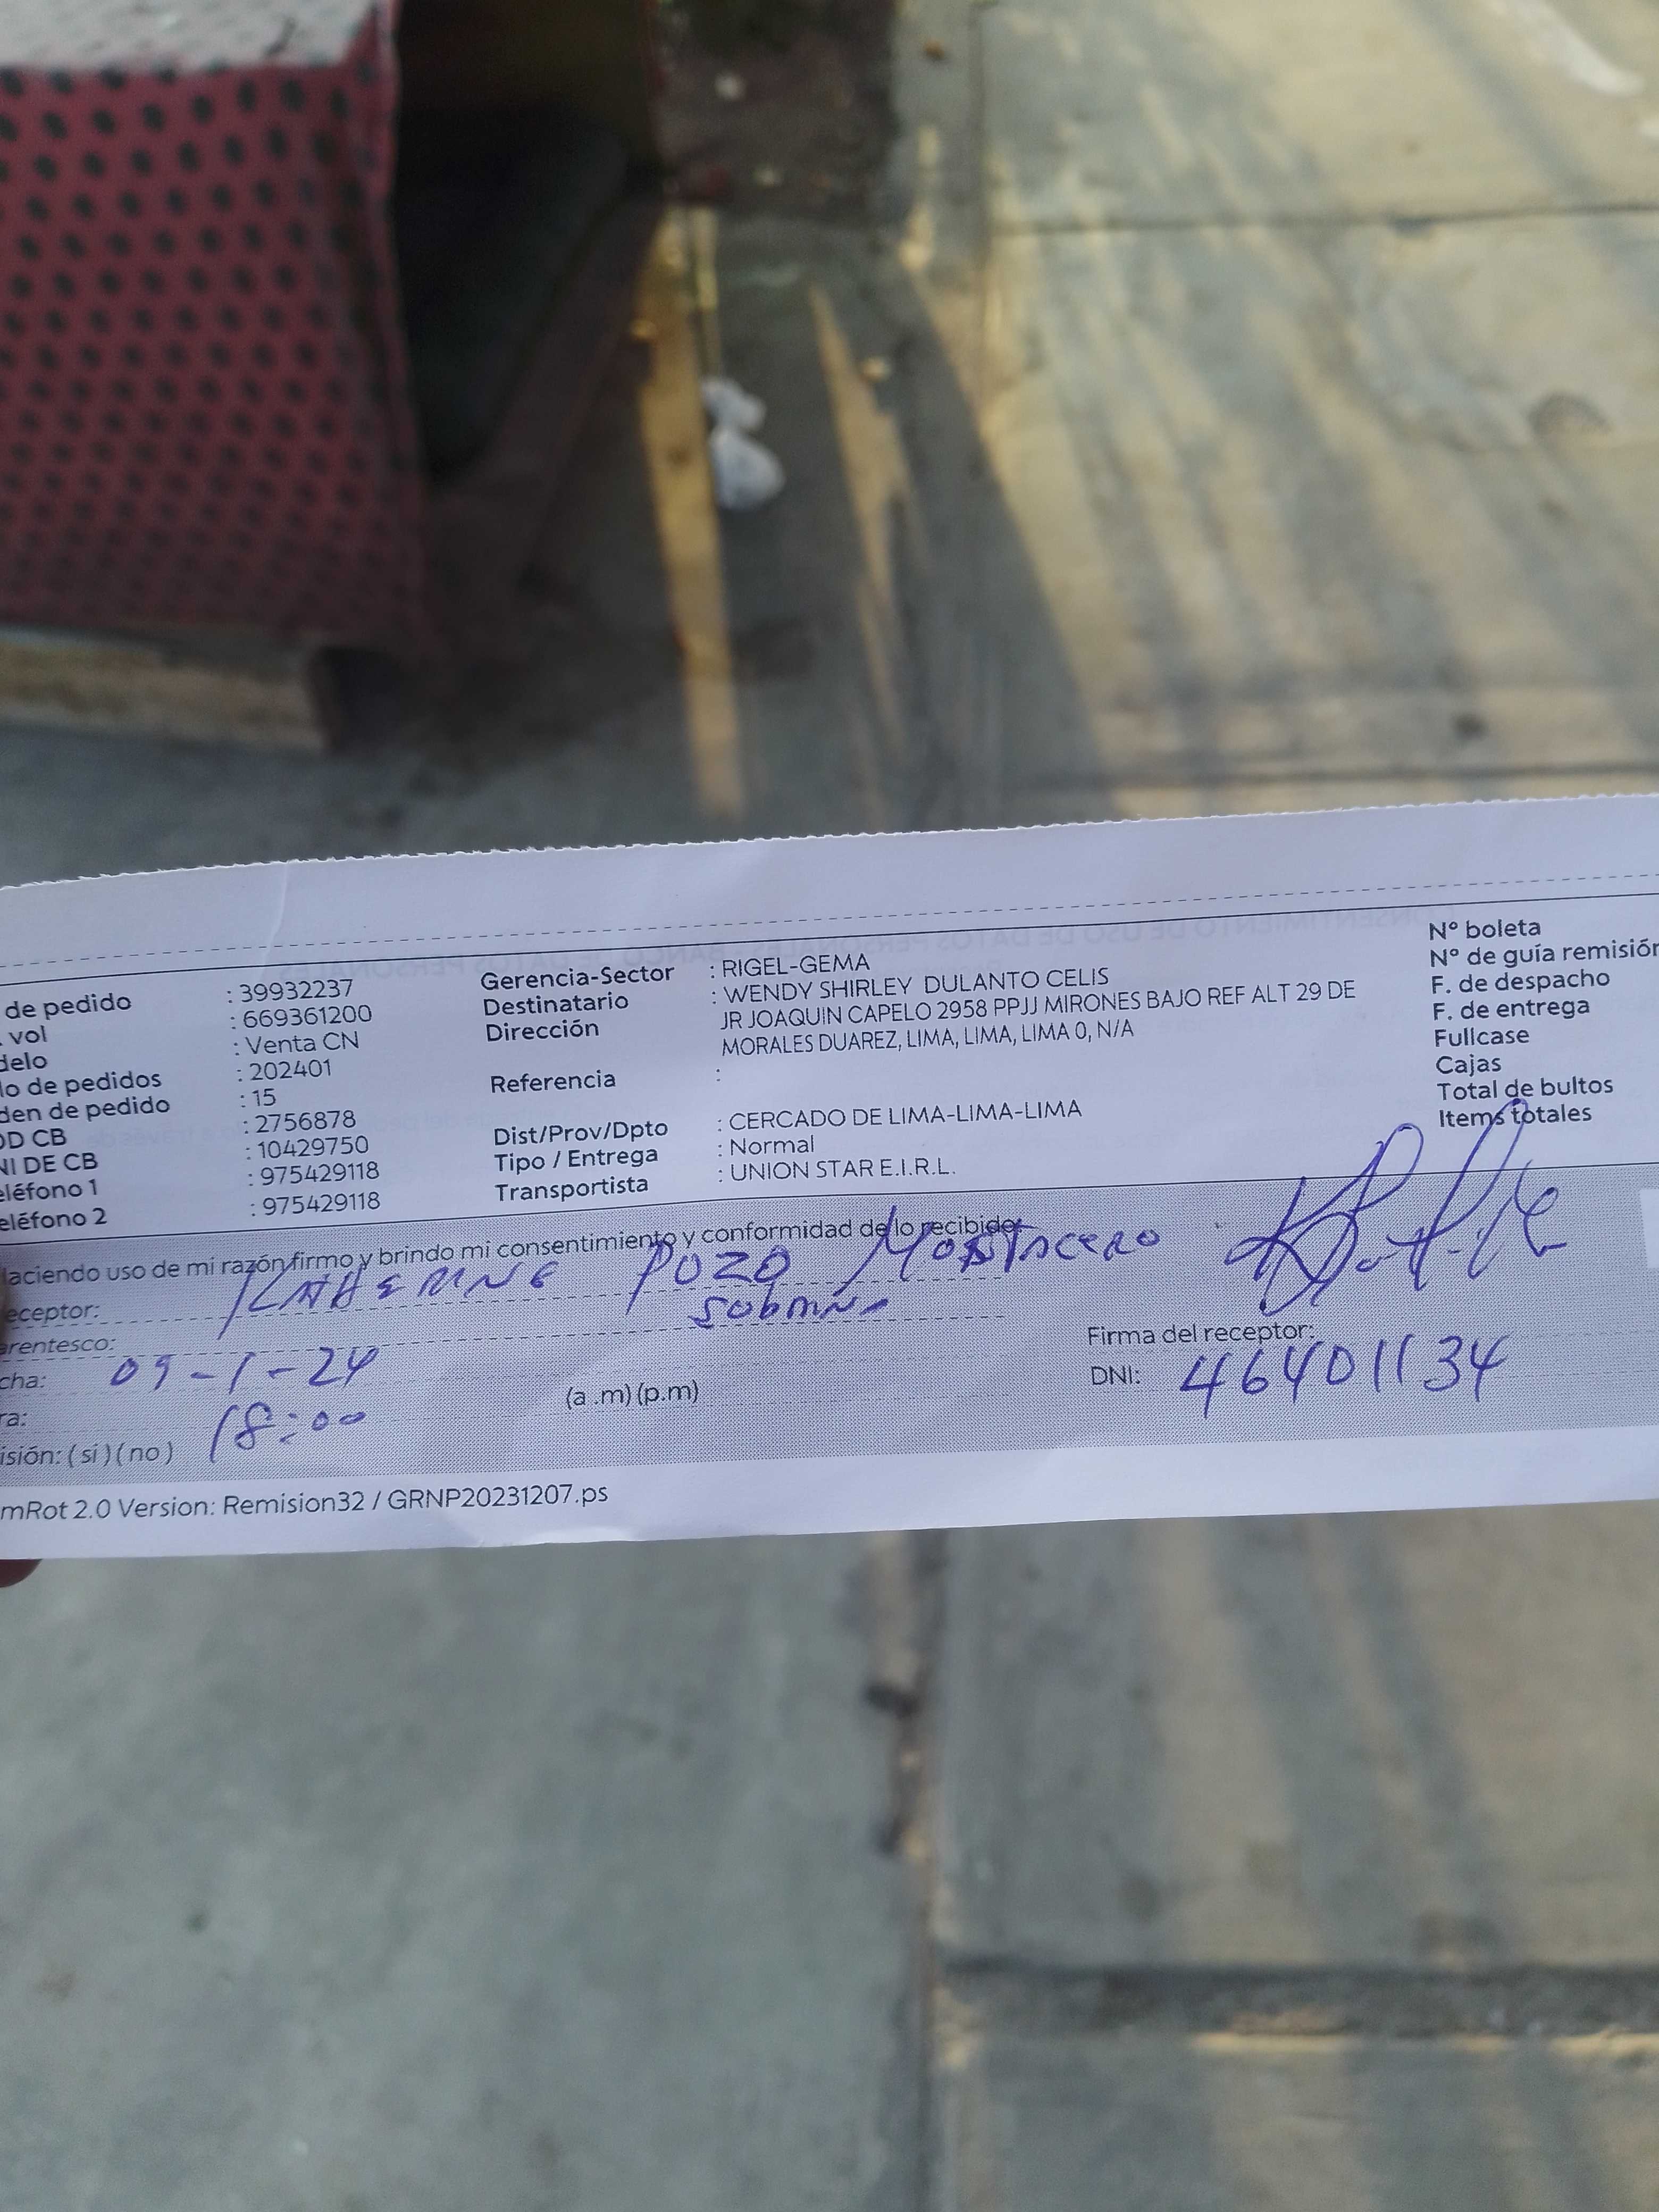 de pedido : 39932237
vol : 669361200
delo : Venta CN
lo de pedidos : 202401
den de pedido : 15
OD CB : 2756878
NI DE CB : 10429750
eléfono 1 : 975429118
eléfono 2 : 975429118
Gerencia-Sector : RIGEL-GEMA
Destinatario : WENDY SHIRLEY DULANTO CELIS
Dirección JR JOAQUIN CAPELO 2958 PPJJ MIRONES BAJO REF ALT 29 DE
MORALES DUAREZ, LIMA, LIMA, LIMA 0, N/A
Referencia :
Dist/Prov/Dpto : CERCADO DE LIMA-LIMA-LIMA
Tipo / Entrega : Normal
Transportista : UNION STAR E.I.R.L.
N° boleta
N° de guía remisión
F. de despacho
F. de entrega
Fullcase
Cajas
Total de bultos
Items totales
laciendo uso de mi razón firmo y brindo mi consentimiento y conformidad de lo recibido:
eceptor: KATHERINE POZO MOSTACERO
arentesco: SOBRINA
cha: 09-1-24
ra: 18:00 (a .m) (p.m)
isión: ( si ) ( no )
Firma del receptor:
DNI: 46401134
mRot 2.0 Version: Remision32 / GRNP20231207.ps